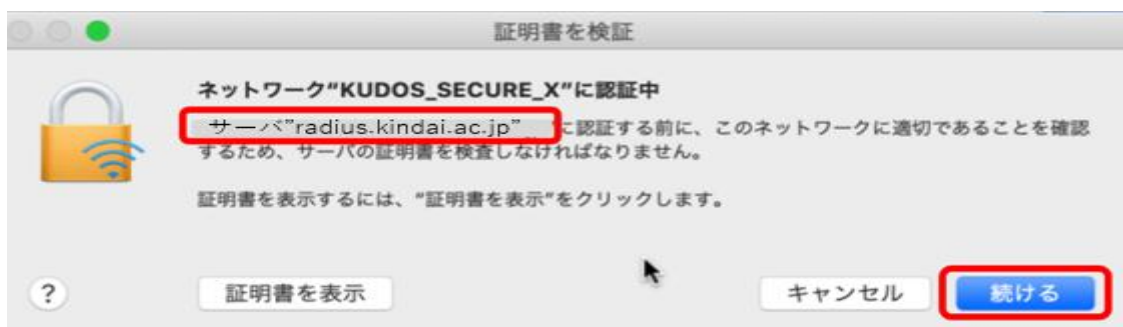 証明書を検証
ネットワーク"KUDOS_SECURE_X"に認証中
サーバ"radius.kindai.ac.jp" に認証する前に、このネットワークに適切であることを確認
するため、サーバの証明書を検査しなければなりません。
証明書を表示するには、"証明書を表示"をクリックします。
?
証明書を表示
キャンセル
続ける